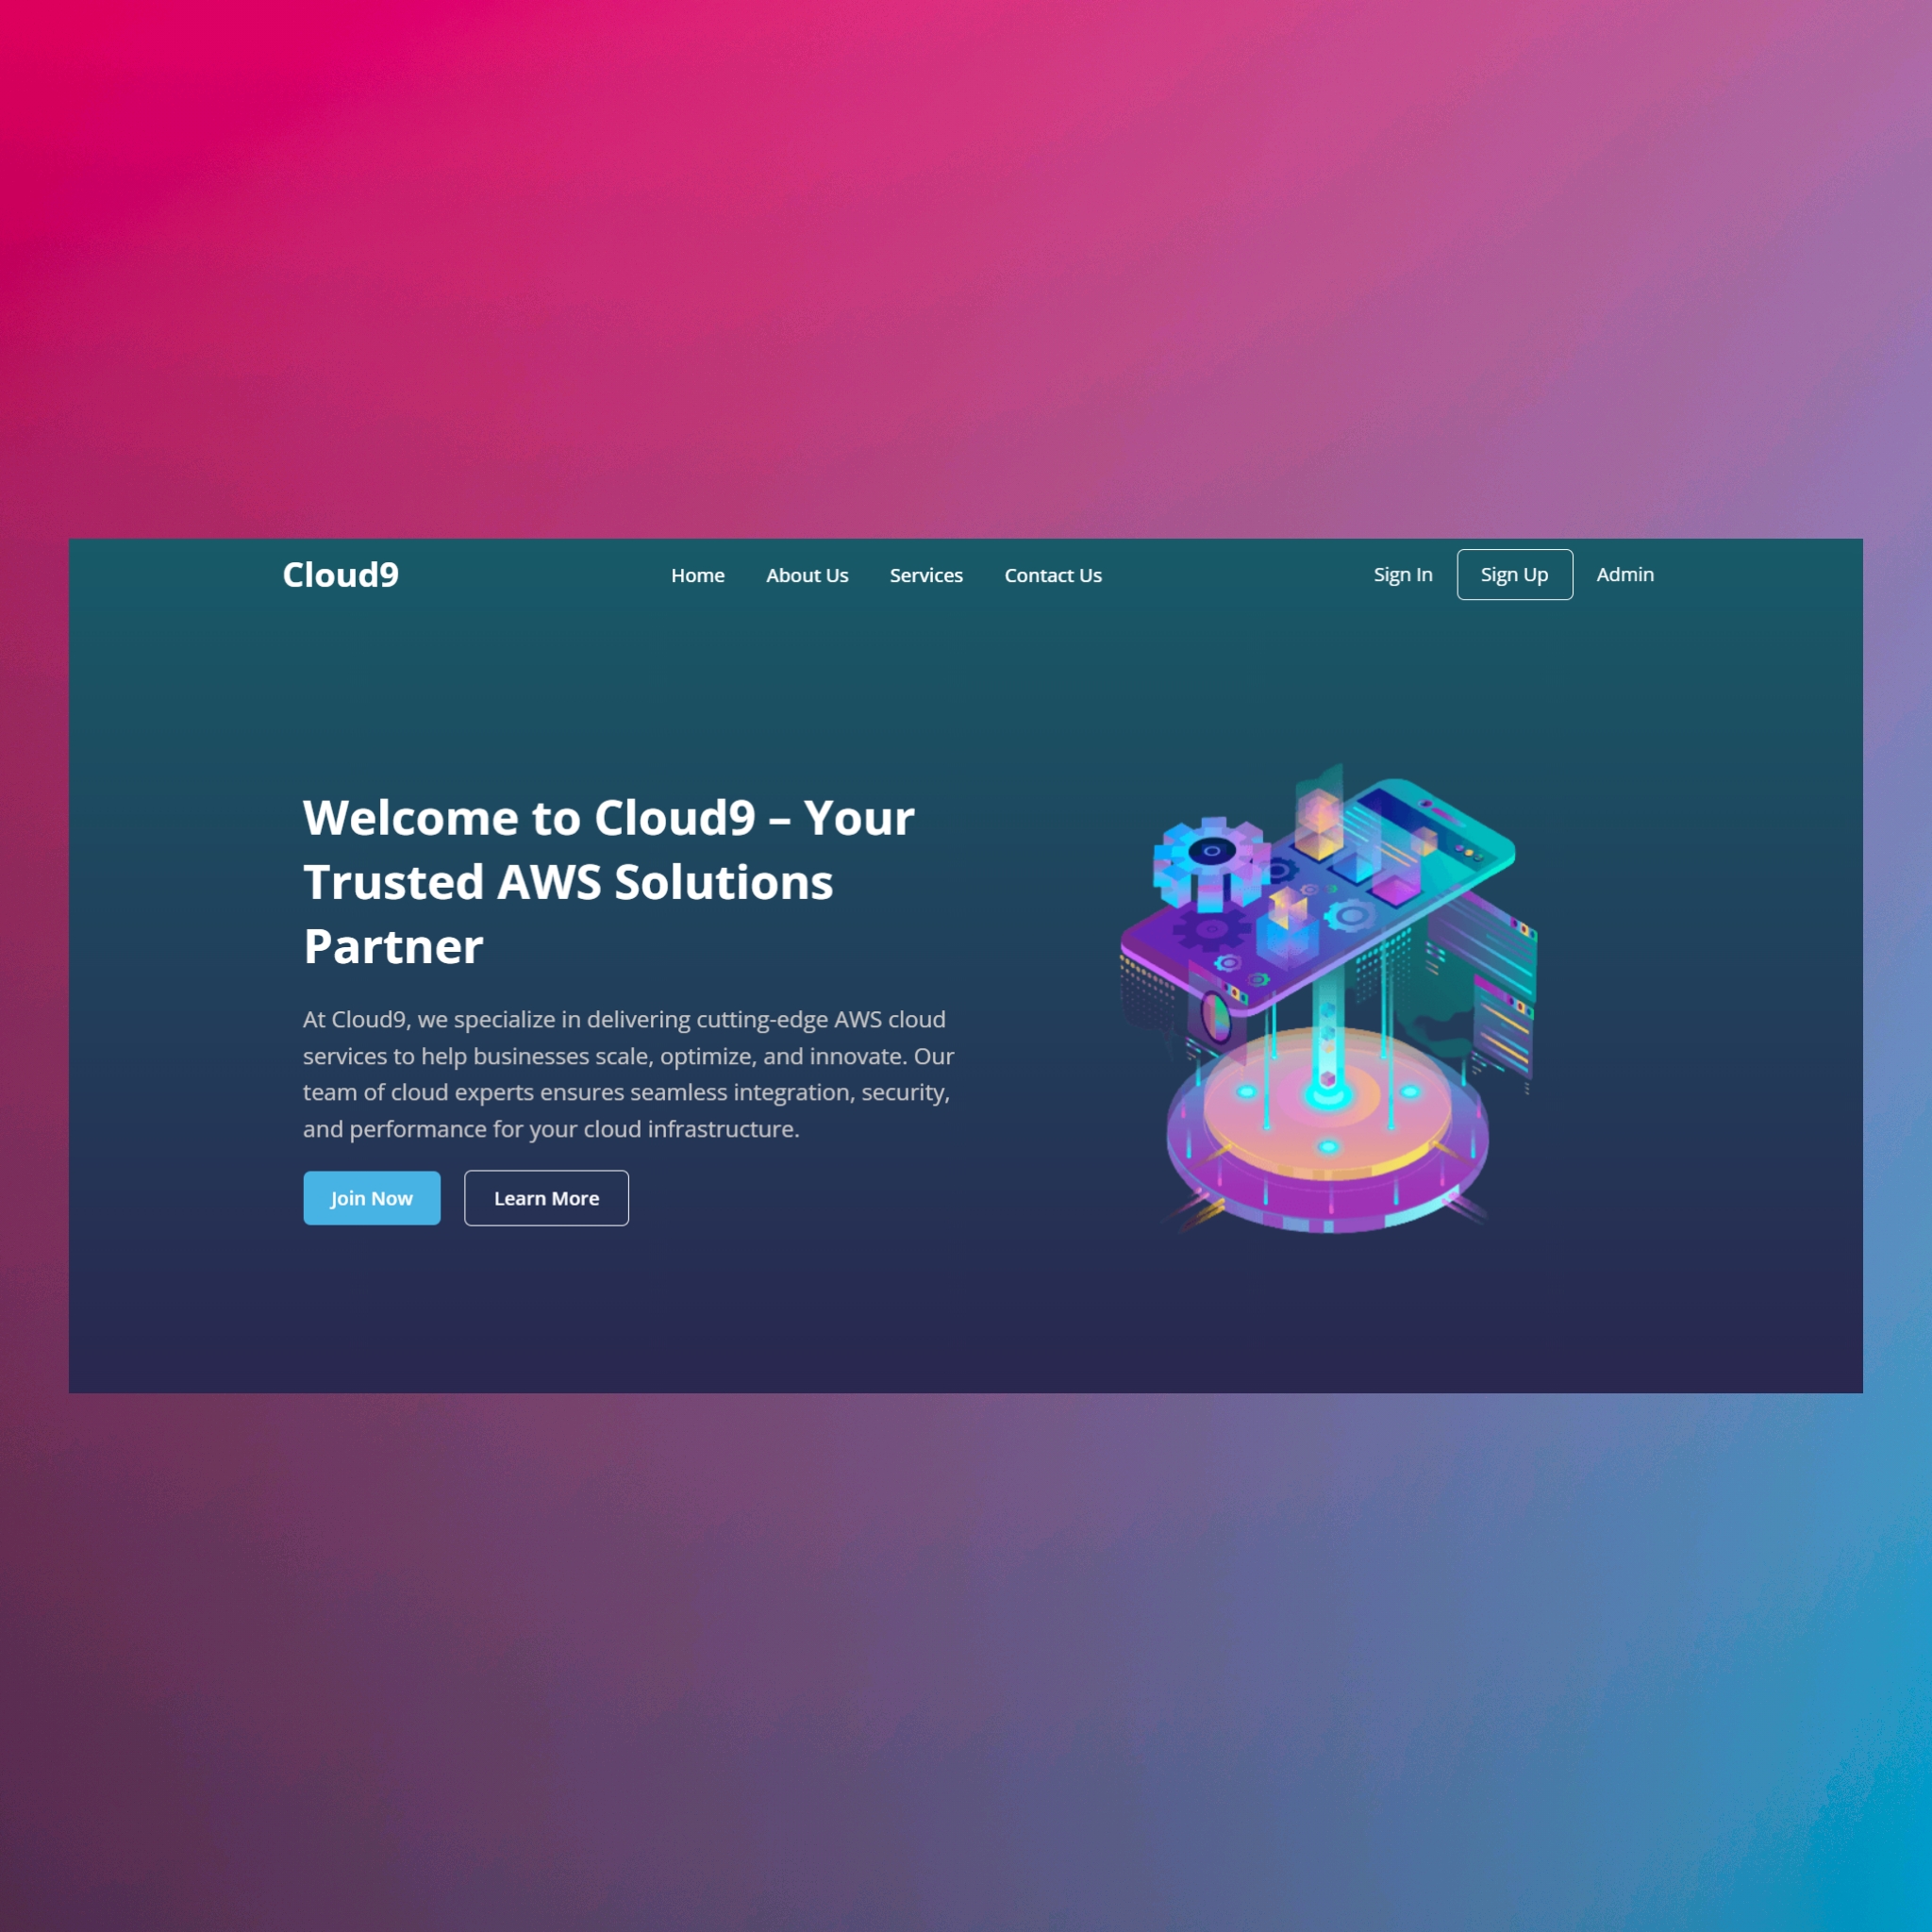 Cloud9
Home About Us Services Contact Us
Sign In Sign Up Admin
Welcome to Cloud9 – Your
Trusted AWS Solutions
Partner
At Cloud9, we specialize in delivering cutting-edge AWS cloud
services to help businesses scale, optimize, and innovate. Our
team of cloud experts ensures seamless integration, security,
and performance for your cloud infrastructure.
Join Now Learn More